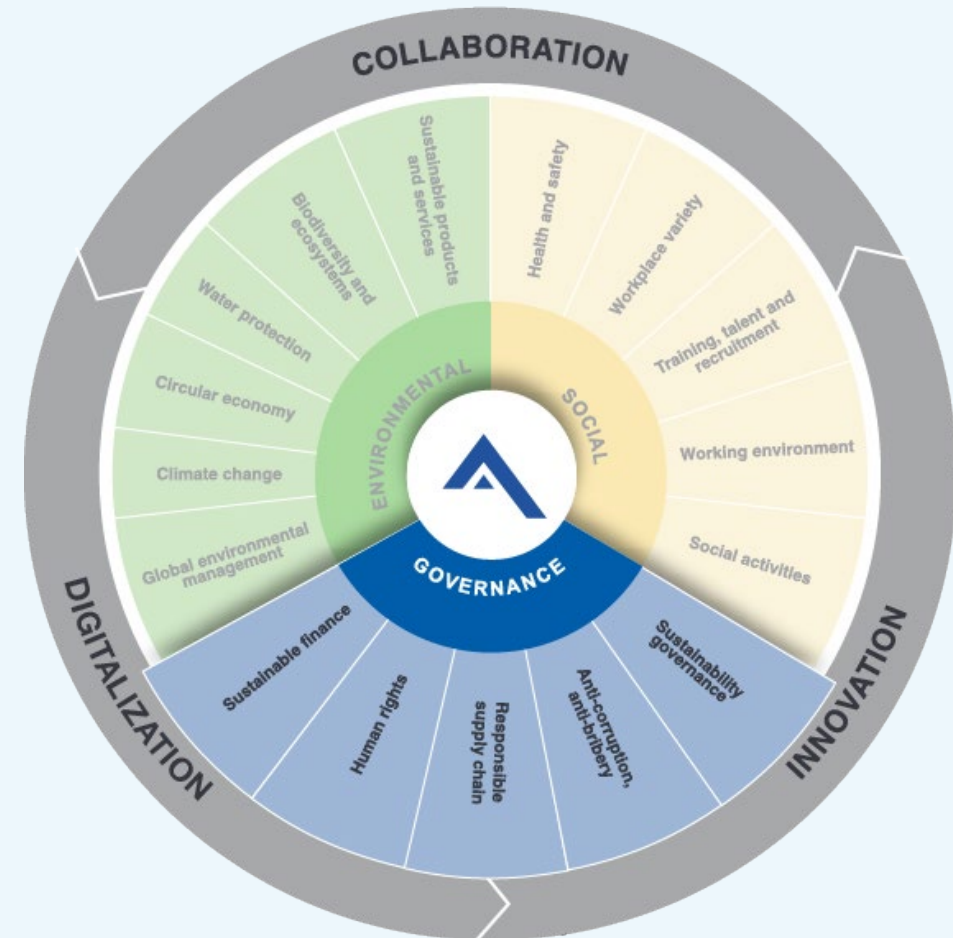 COLLABORATION
Sustainable products
and services
Biodiversity and
ecosystems
Water protection
Circular economy
Climate change
Global environmental
management
ENVIRONMENTAL
Health and safety
Workplace variety
Training, talent and
recruitment
Working environment
Social activities
SOCIAL
GOVERNANCE
Sustainable finance
Human rights
Responsible
supply chain
Anti-corruption,
anti-bribery
Sustainability
governance
DIGITALIZATION
INNOVATION